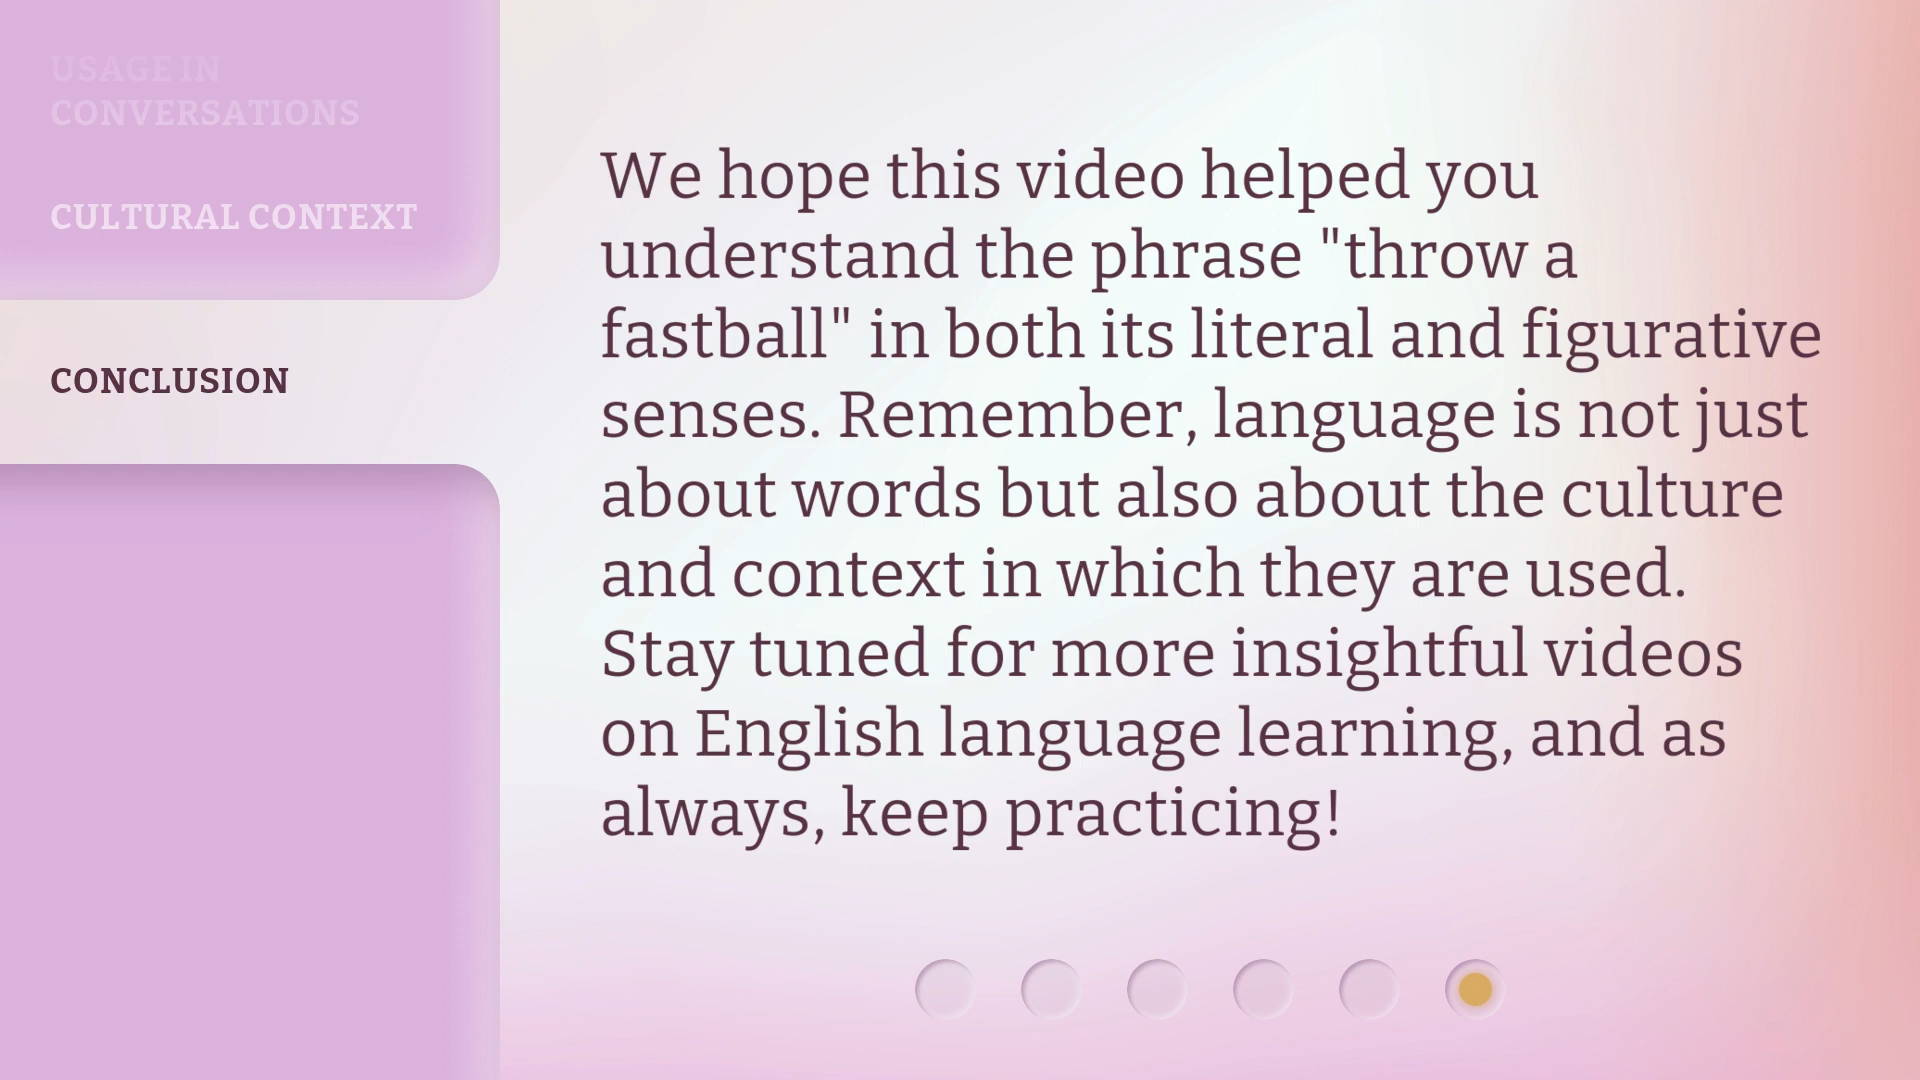 USAGE IN
CONVERSATIONS
CULTURAL CONTEXT
CONCLUSION
We hope this video helped you
understand the phrase "throw a
fastball" in both its literal and figurative
senses. Remember, language is not just
about words but also about the culture
and context in which they are used.
Stay tuned for more insightful videos
on English language learning, and as
always, keep practicing!